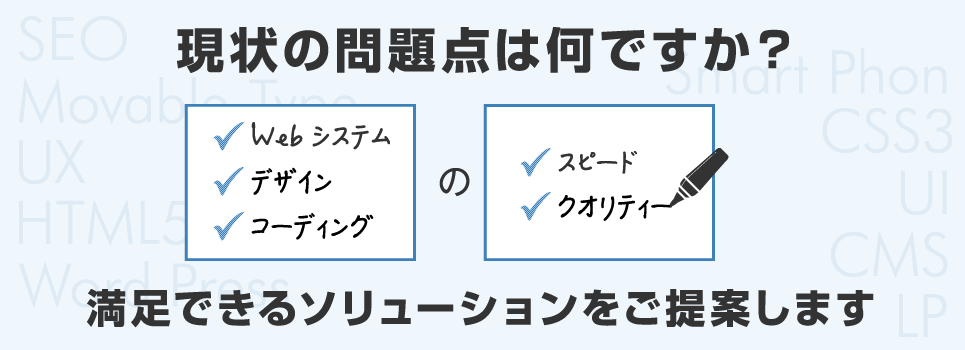 現状の問題点は何ですか？
SEO
Movable Type
UX
HTML5
Word Press
Smart Phon
CSS3
UI
CMS
LP
Web システム
デザイン
コーディング
の
スピード
クオリティー
満足できるソリューションをご提案します